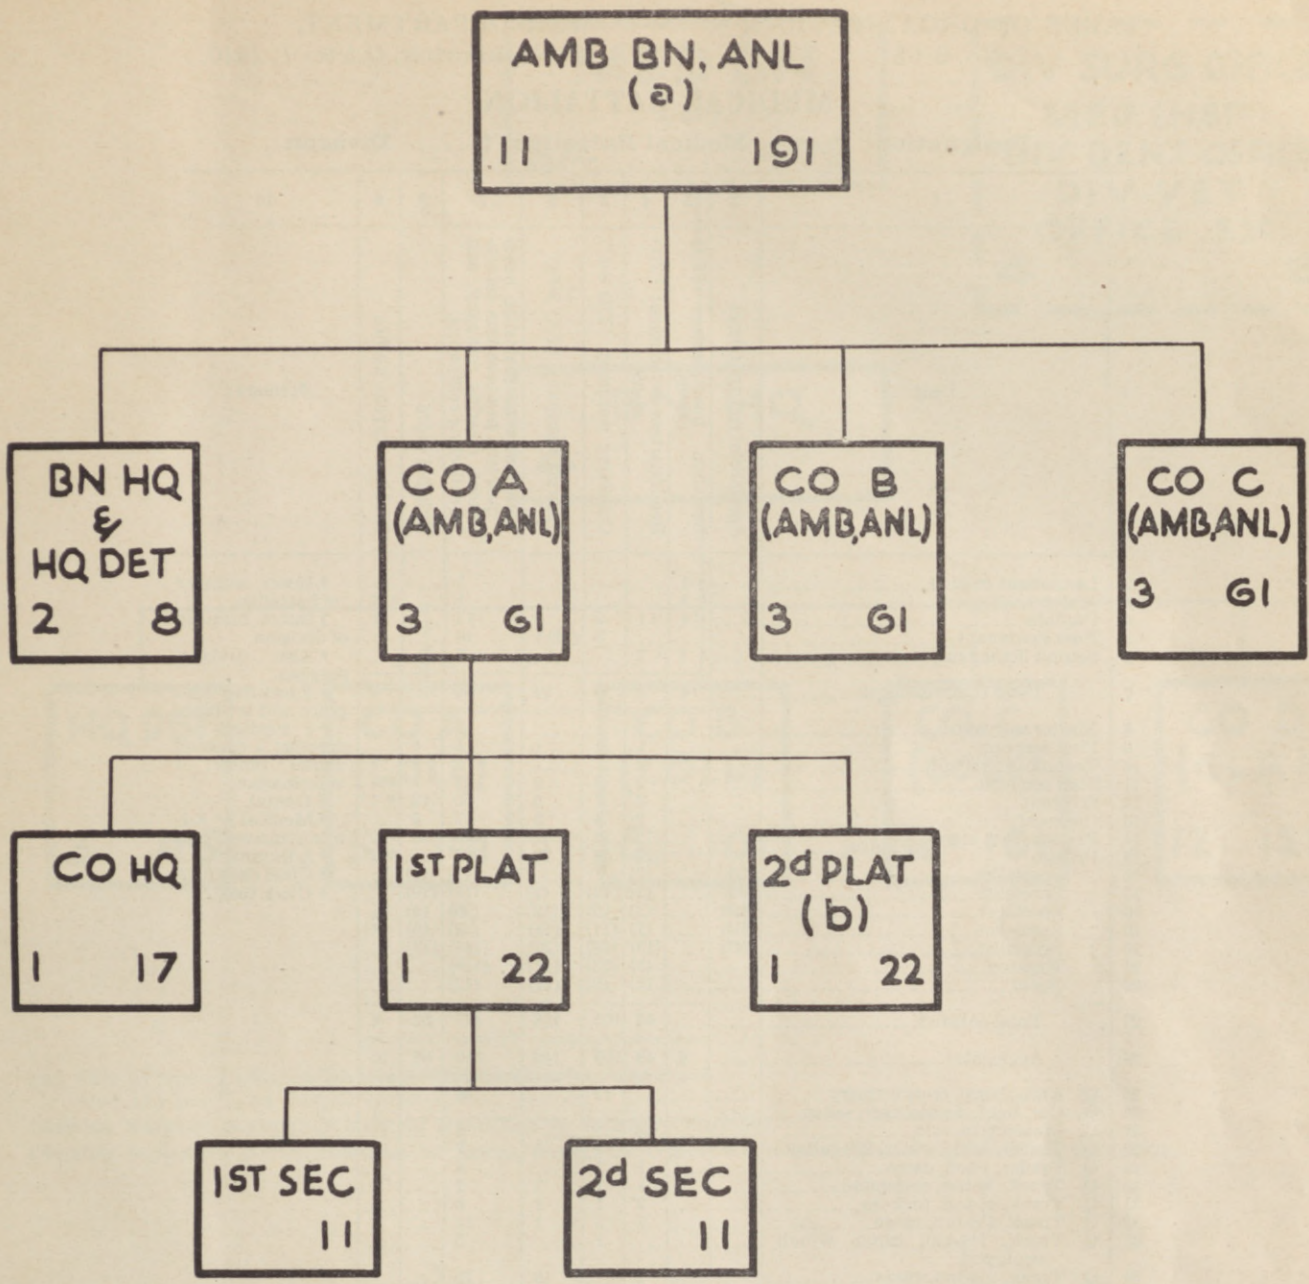 AMB BN, ANL
(a)
11 191
BN HQ
&
HQ DET
2 8
CO A
(AMB, ANL)
3 61
CO B
(AMB, ANL)
3 61
CO C
(AMB, ANL)
3 61
CO HQ
1 17
1ST PLAT
1 22
2d PLAT
(b)
1 22
1ST SEC
11
2d SEC
11